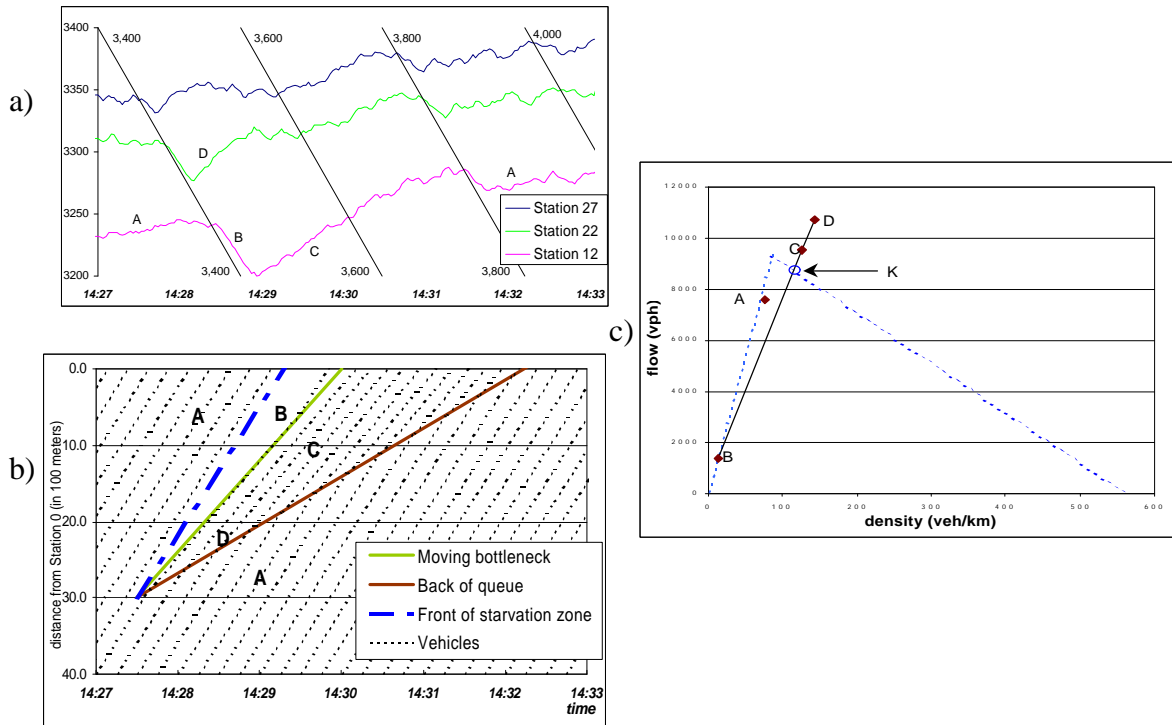 a)
3400
3350
3300
3250
3200
3,400
3,600
3,800
4,000
D
A
B
C
A
3,400
3,600
3,800
Station 27
Station 22
Station 12
14:27 14:28 14:29 14:30 14:31 14:32 14:33
b)
distance from Station 0 (in 100 meters)
0.0
10.0
20.0
30.0
40.0
A
B
C
D
A
Moving bottleneck
Back of queue
Front of starvation zone
Vehicles
14:27 14:28 14:29 14:30 14:31 14:32 14:33
time
c)
flow (vph)
12000
10000
8000
6000
4000
2000
0
D
C
K
A
B
0 100 200 300 400 500 600
density (veh/km)